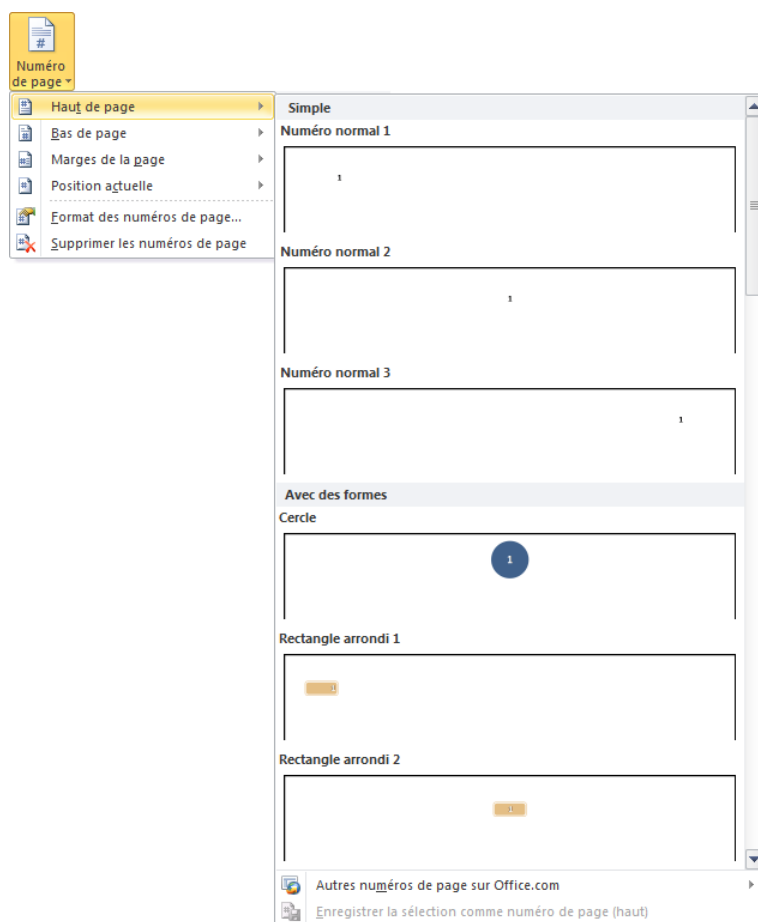 Numéro
de page
Haut de page
Bas de page
Marges de la page
Position actuelle
Format des numéros de page...
Supprimer les numéros de page
Simple
Numéro normal 1
1
Numéro normal 2
1
Numéro normal 3
1
Avec des formes
Cercle
1
Rectangle arrondi 1
1
Rectangle arrondi 2
1
Autres numéros de page sur Office.com
Enregistrer la sélection comme numéro de page (haut)